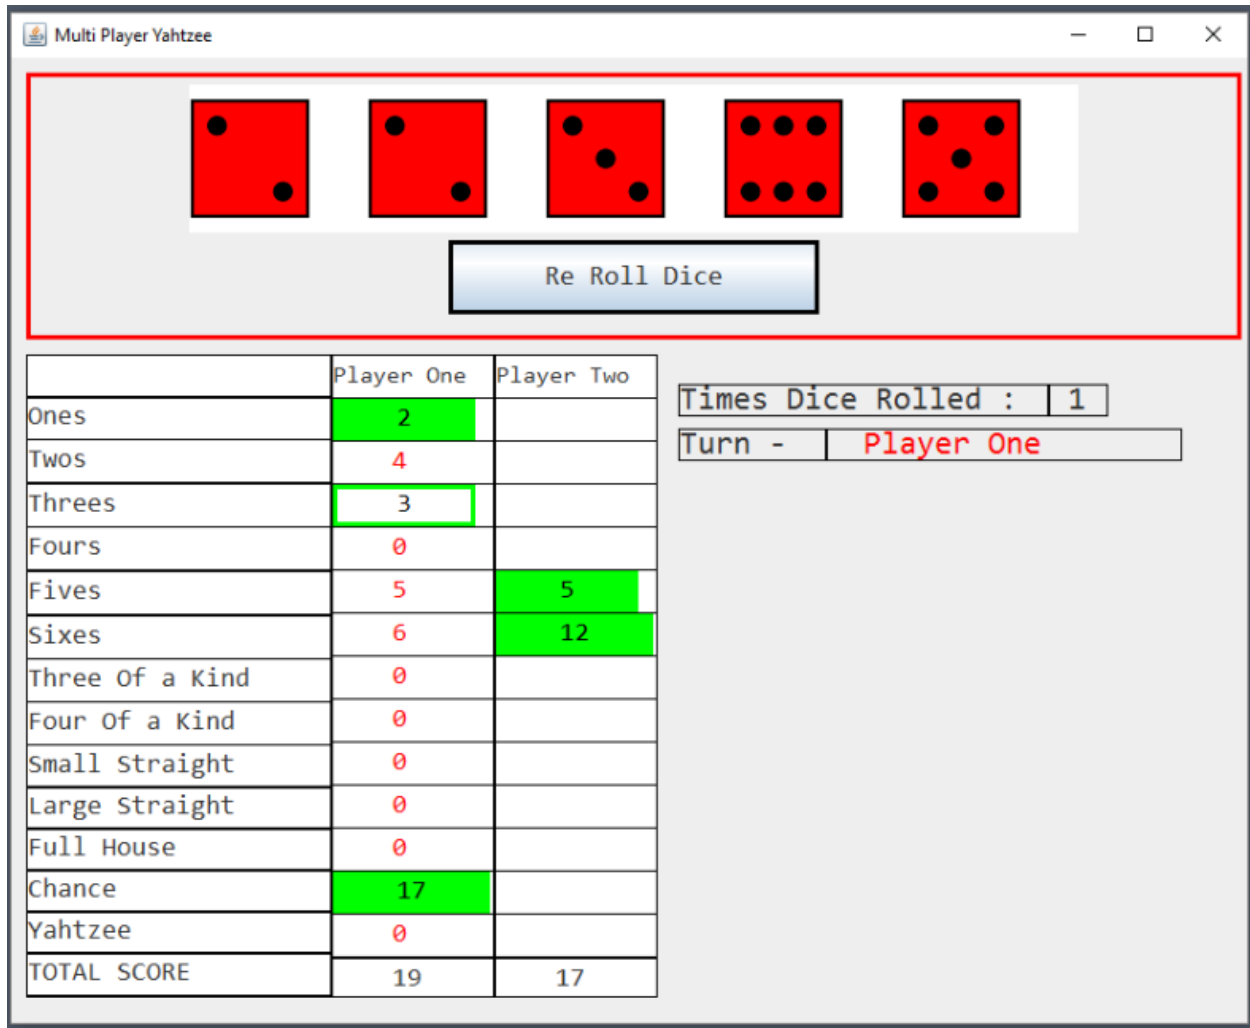 Multi Player Yahtzee
Re Roll Dice
Player One Player Two
Ones 2
Twos 4
Threes 3
Fours 0
Fives 5 5
Sixes 6 12
Three Of a Kind 0
Four Of a Kind 0
Small Straight 0
Large Straight 0
Full House 0
Chance 17
Yahtzee 0
TOTAL SCORE 19 17
Times Dice Rolled : 1
Turn - Player One